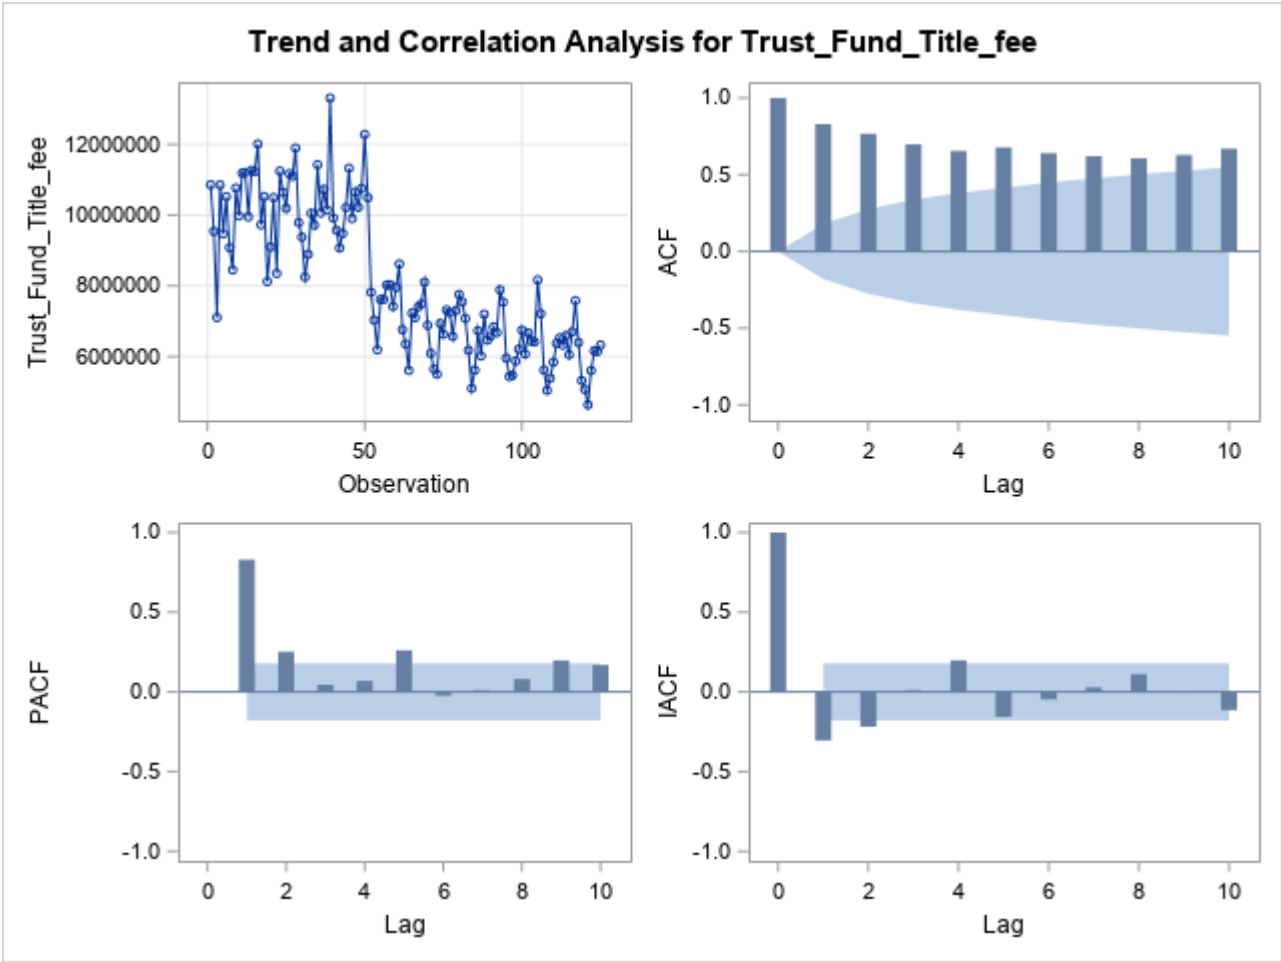 Trend and Correlation Analysis for Trust_Fund_Title_fee
Trust_Fund_Title_fee
12000000
10000000
8000000
6000000
0 50 100
Observation
ACF
1.0
0.5
0.0
-0.5
-1.0
0 2 4 6 8 10
Lag
PACF
1.0
0.5
0.0
-0.5
-1.0
0 2 4 6 8 10
Lag
IACF
1.0
0.5
0.0
-0.5
-1.0
0 2 4 6 8 10
Lag